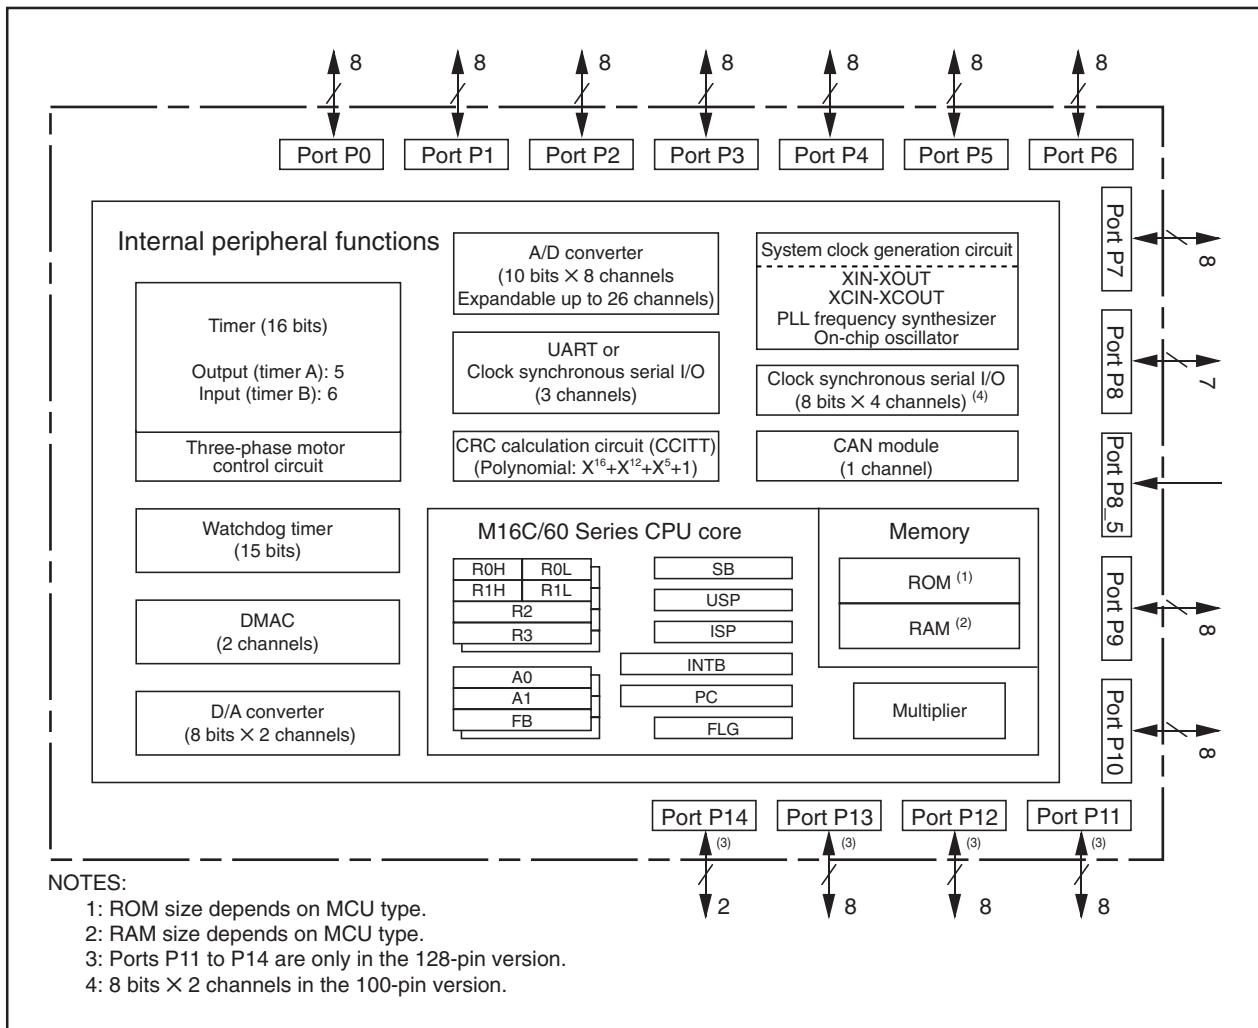 8 8 8 8 8 8 8
Port P0 Port P1 Port P2 Port P3 Port P4 Port P5 Port P6
Internal peripheral functions
Timer (16 bits)
Output (timer A): 5
Input (timer B): 6
Three-phase motor
control circuit
Watchdog timer
(15 bits)
DMAC
(2 channels)
D/A converter
(8 bits × 2 channels)
A/D converter
(10 bits × 8 channels
Expandable up to 26 channels)
UART or
Clock synchronous serial I/O
(3 channels)
CRC calculation circuit (CCITT)
(Polynomial: X¹⁶+X¹²+X⁵+1)
System clock generation circuit
XIN-XOUT
XCIN-XCOUT
PLL frequency synthesizer
On-chip oscillator
Clock synchronous serial I/O
(8 bits × 4 channels) (4)
CAN module
(1 channel)
M16C/60 Series CPU core
R0H R0L
R1H R1L
R2
R3
A0
A1
FB
SB
USP
ISP
INTB
PC
FLG
Memory
ROM (1)
RAM (2)
Multiplier
Port P7
8
Port P8
7
Port P8_5
Port P9
8
Port P10
8
Port P14 Port P13 Port P12 Port P11
(3) (3) (3) (3)
2 8 8 8
NOTES:
1: ROM size depends on MCU type.
2: RAM size depends on MCU type.
3: Ports P11 to P14 are only in the 128-pin version.
4: 8 bits × 2 channels in the 100-pin version.